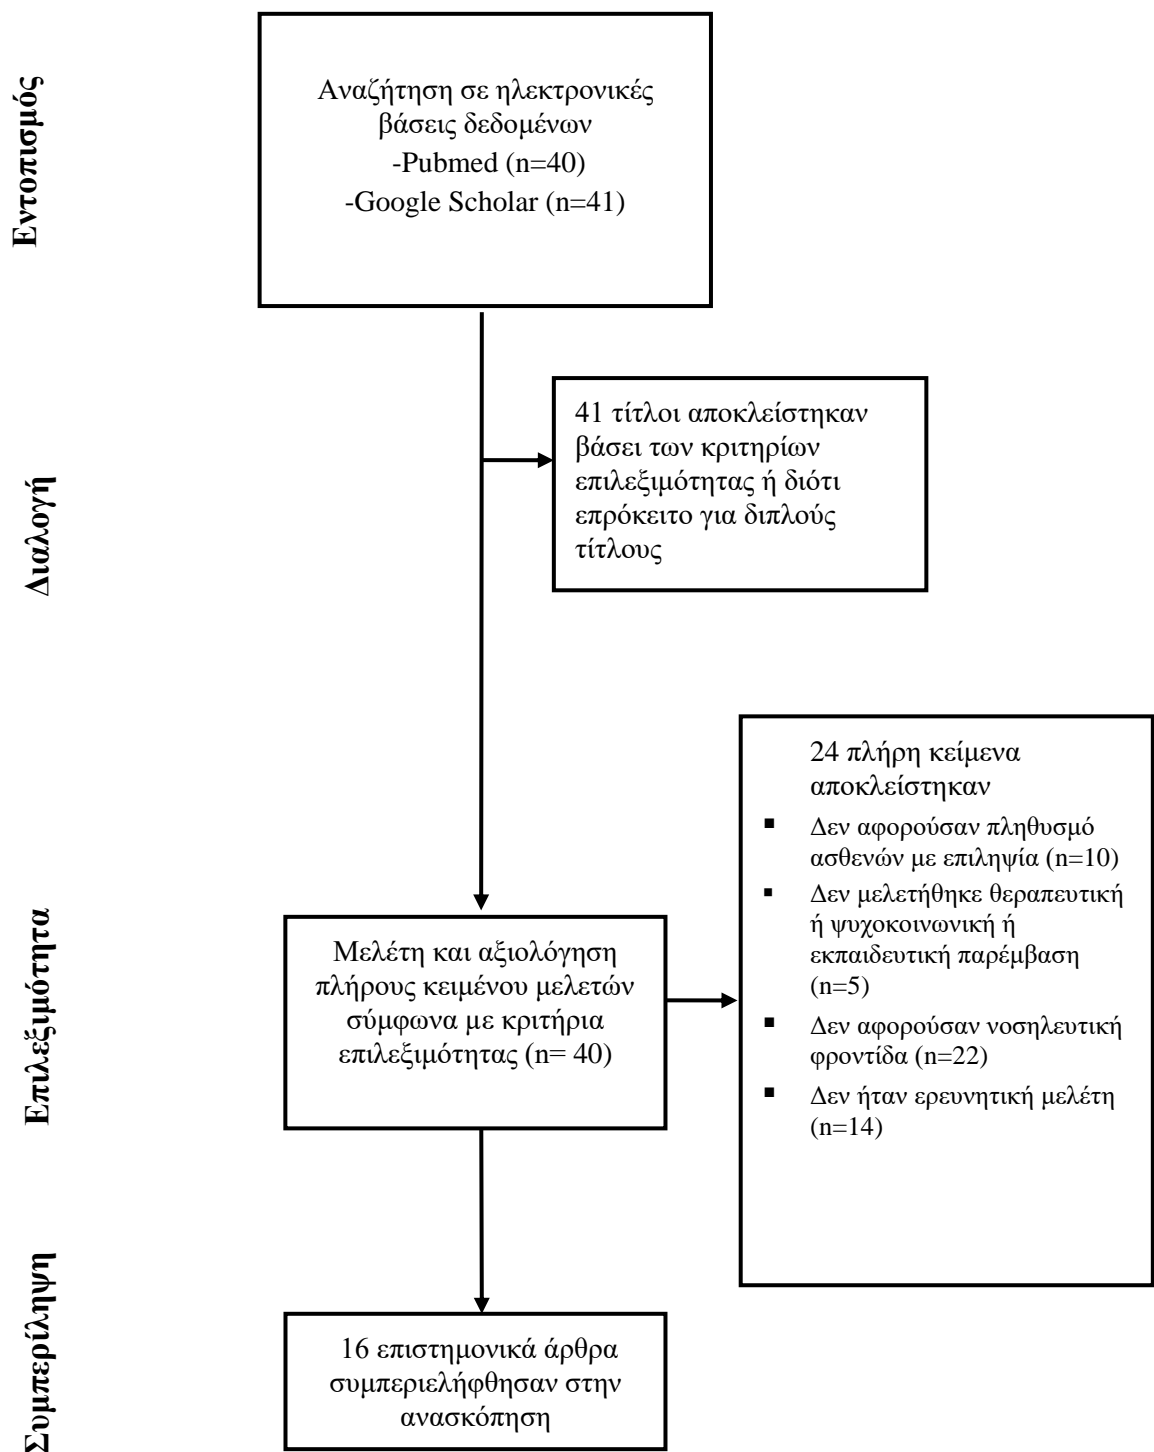 Εντοπισμός
Αναζήτηση σε ηλεκτρονικές
βάσεις δεδομένων
-Pubmed (n=40)
-Google Scholar (n=41)
Διαλογή
41 τίτλοι αποκλείστηκαν
βάσει των κριτηρίων
επιλεξιμότητας ή διότι
επρόκειτο για διπλούς
τίτλους
Επιλεξιμότητα
Μελέτη και αξιολόγηση
πλήρους κειμένου μελετών
σύμφωνα με κριτήρια
επιλεξιμότητας (n= 40)
24 πλήρη κείμενα
αποκλείστηκαν
▪ Δεν αφορούσαν πληθυσμό
ασθενών με επιληψία (n=10)
▪ Δεν μελετήθηκε θεραπευτική
ή ψυχοκοινωνική ή
εκπαιδευτική παρέμβαση
(n=5)
▪ Δεν αφορούσαν νοσηλευτική
φροντίδα (n=22)
▪ Δεν ήταν ερευνητική μελέτη
(n=14)
Συμπερίληψη
16 επιστημονικά άρθρα
συμπεριελήφθησαν στην
ανασκόπηση